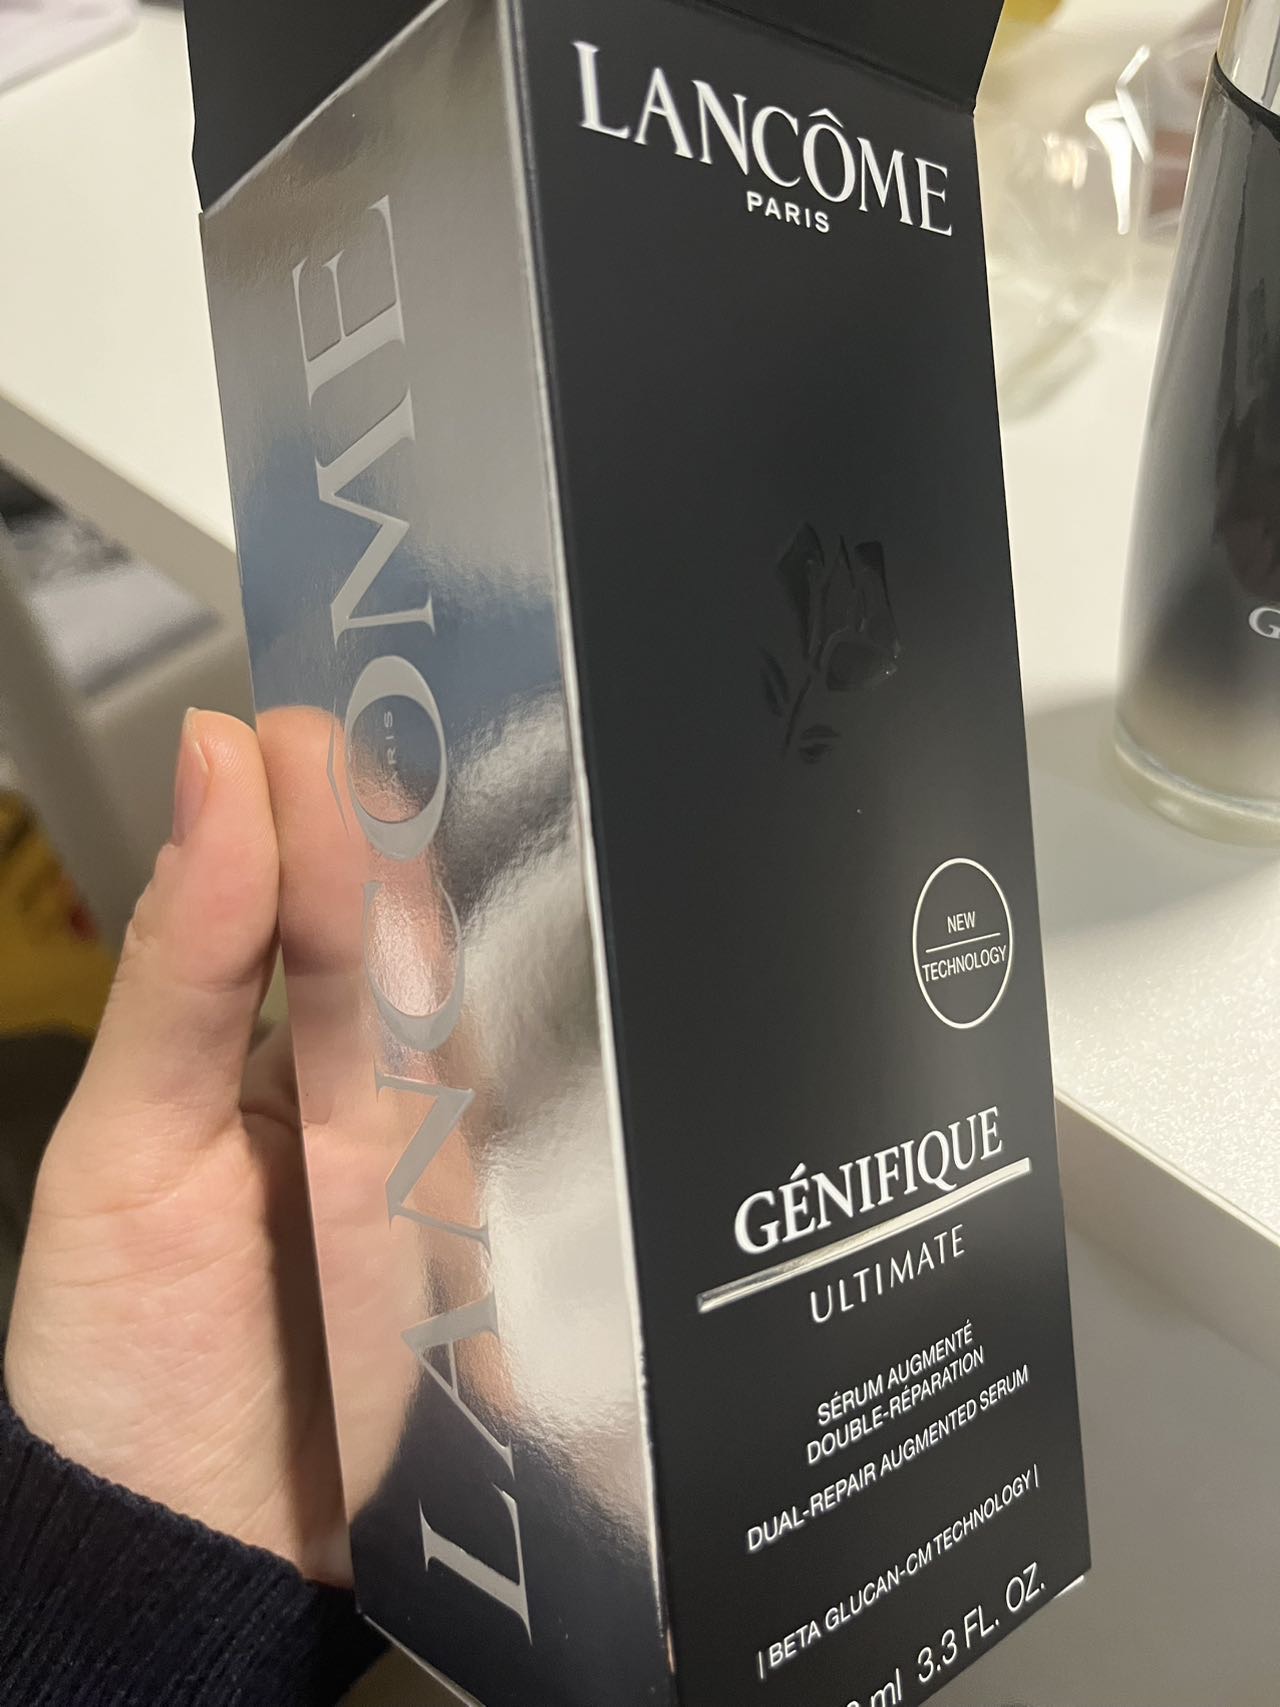 LANCÔME
PARIS
LANCÔME
NEW
TECHNOLOGY
GÉNIFIQUE
ULTIMATE
SÉRUM AUGMENTÉ
DOUBLE-RÉPARATION
DUAL-REPAIR AUGMENTED SERUM
| BETA GLUCAN-CM TECHNOLOGY |
ml 3.3 FL. OZ.